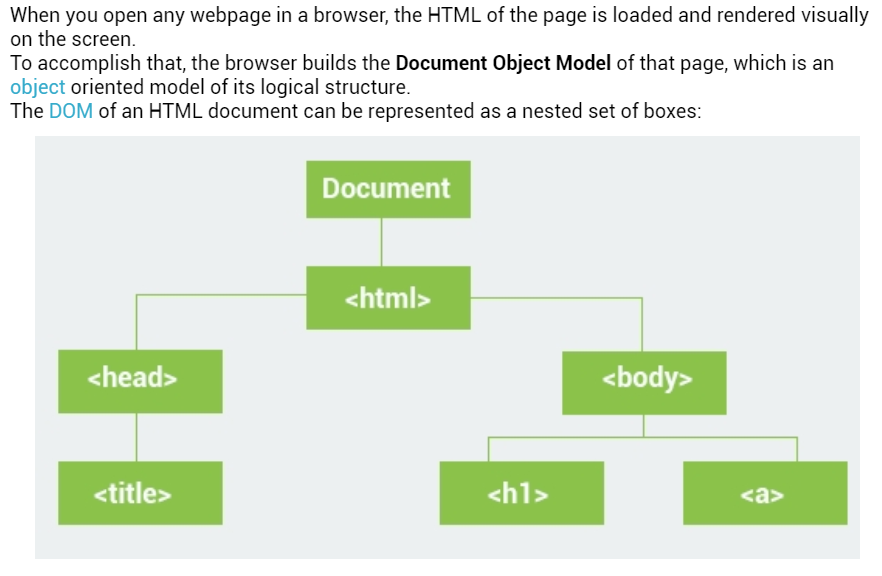 When you open any webpage in a browser, the HTML of the page is loaded and rendered visually
on the screen.
To accomplish that, the browser builds the Document Object Model of that page, which is an
object oriented model of its logical structure.
The DOM of an HTML document can be represented as a nested set of boxes:
Document
<html>
<head>
<body>
<title>
<h1>
<a>